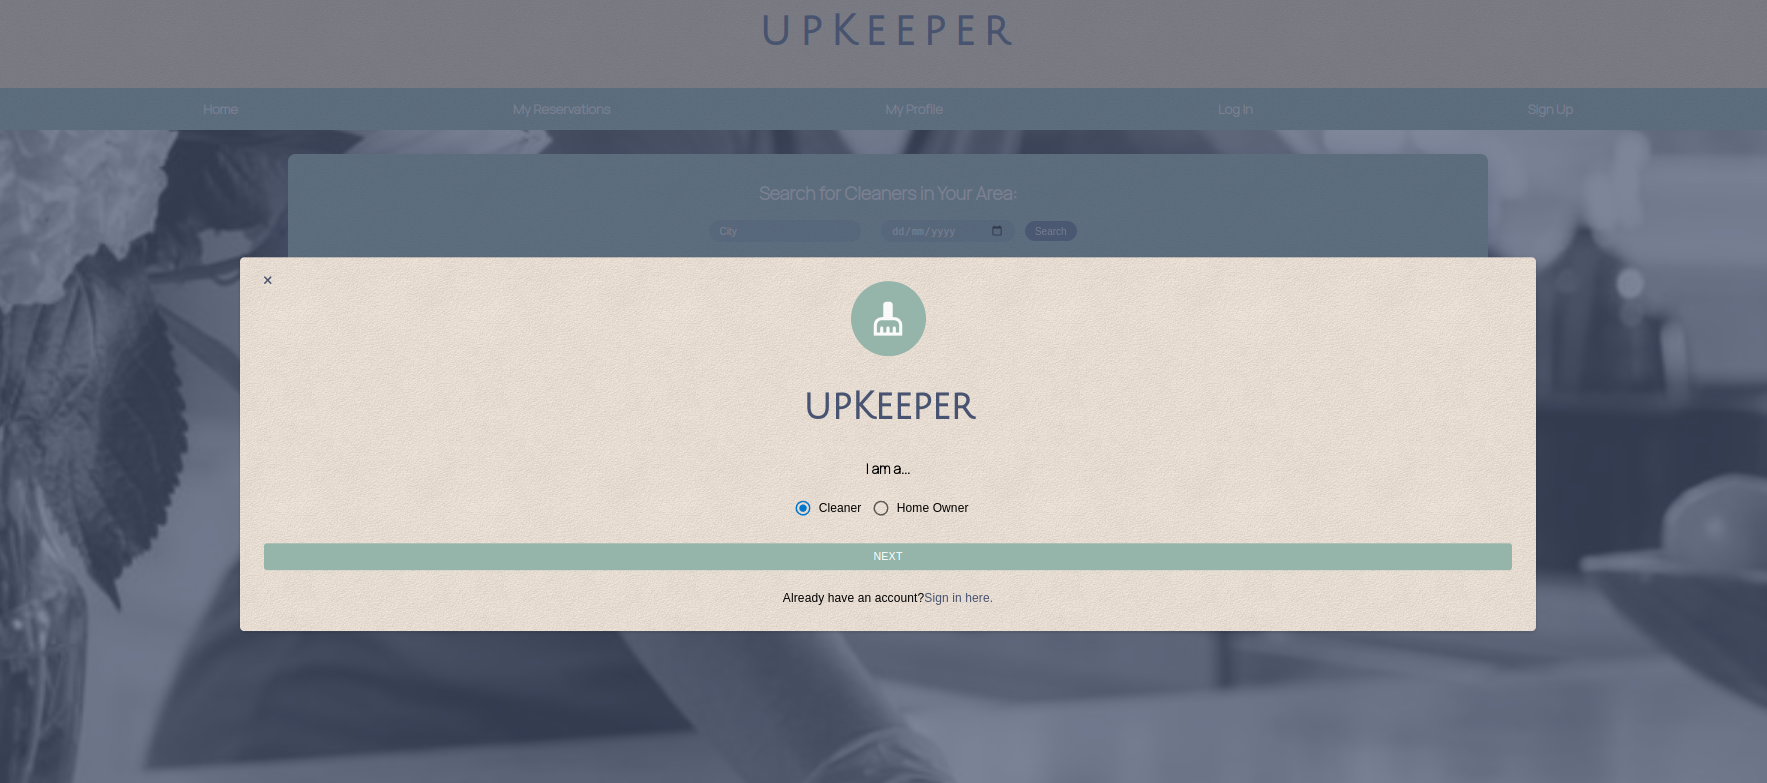 UPKEEPER
Home My Reservations My Profile Log In Sign Up
Search for Cleaners in Your Area:
City dd/mm/yyyy Search
×
UPKEEPER
I am a...
Cleaner Home Owner
NEXT
Already have an account?Sign in here.